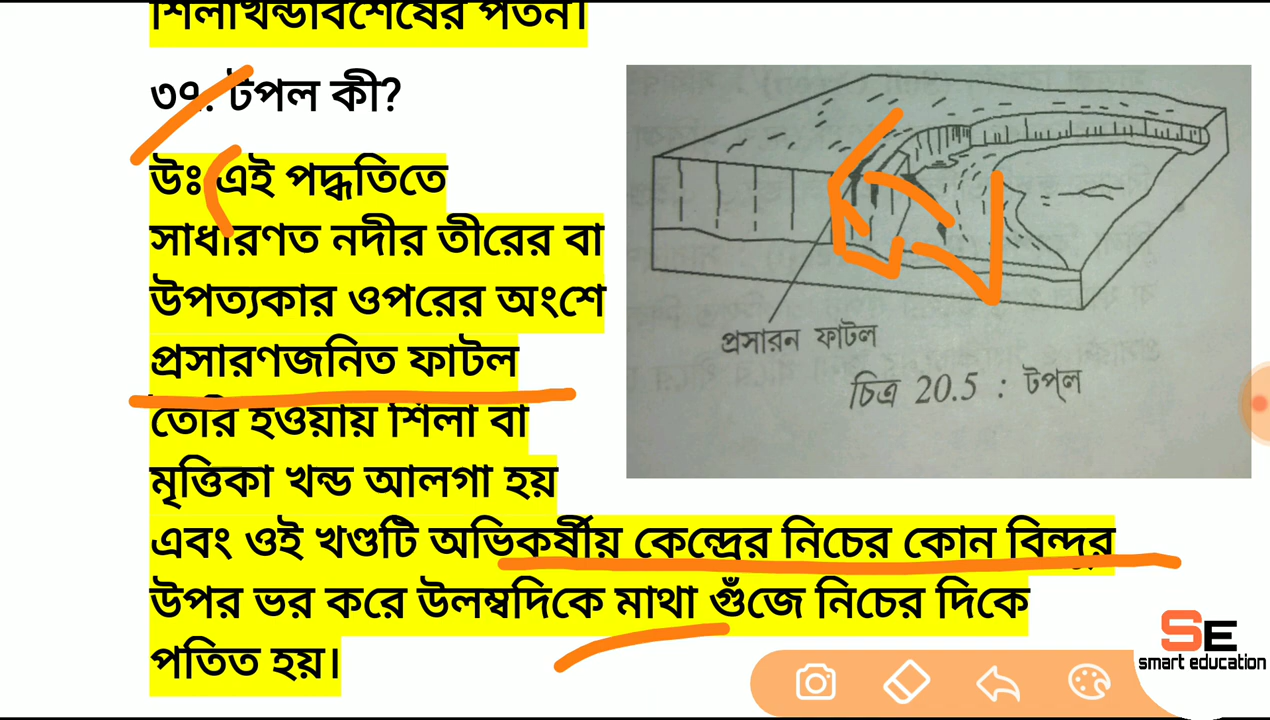 শিলাখন্ডবিশেষের পতন।
৩৭. টপল কী?
উঃ এই পদ্ধতিতে
সাধারণত নদীর তীরের বা
উপত্যকার ওপরের অংশে
প্রসারণজনিত ফাটল
তৈরি হওয়ায় শিলা বা
মৃত্তিকা খন্ড আলগা হয়
এবং ওই খণ্ডটি অভিকর্ষীয় কেন্দ্রের নিচের কোন বিন্দুর
উপর ভর করে উলম্বদিকে মাথা গুঁজে নিচের দিকে
পতিত হয়।
প্রসারন ফাটল
চিত্র 20.5 : টপ্‌ল
SE
smart education